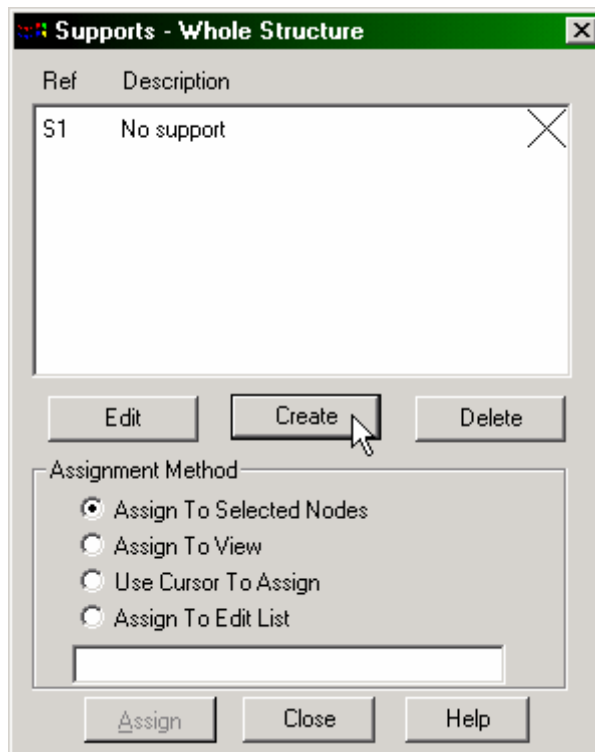 Supports - Whole Structure
Ref Description
S1 No support
Edit Create Delete
Assignment Method
Assign To Selected Nodes
Assign To View
Use Cursor To Assign
Assign To Edit List
Assign Close Help